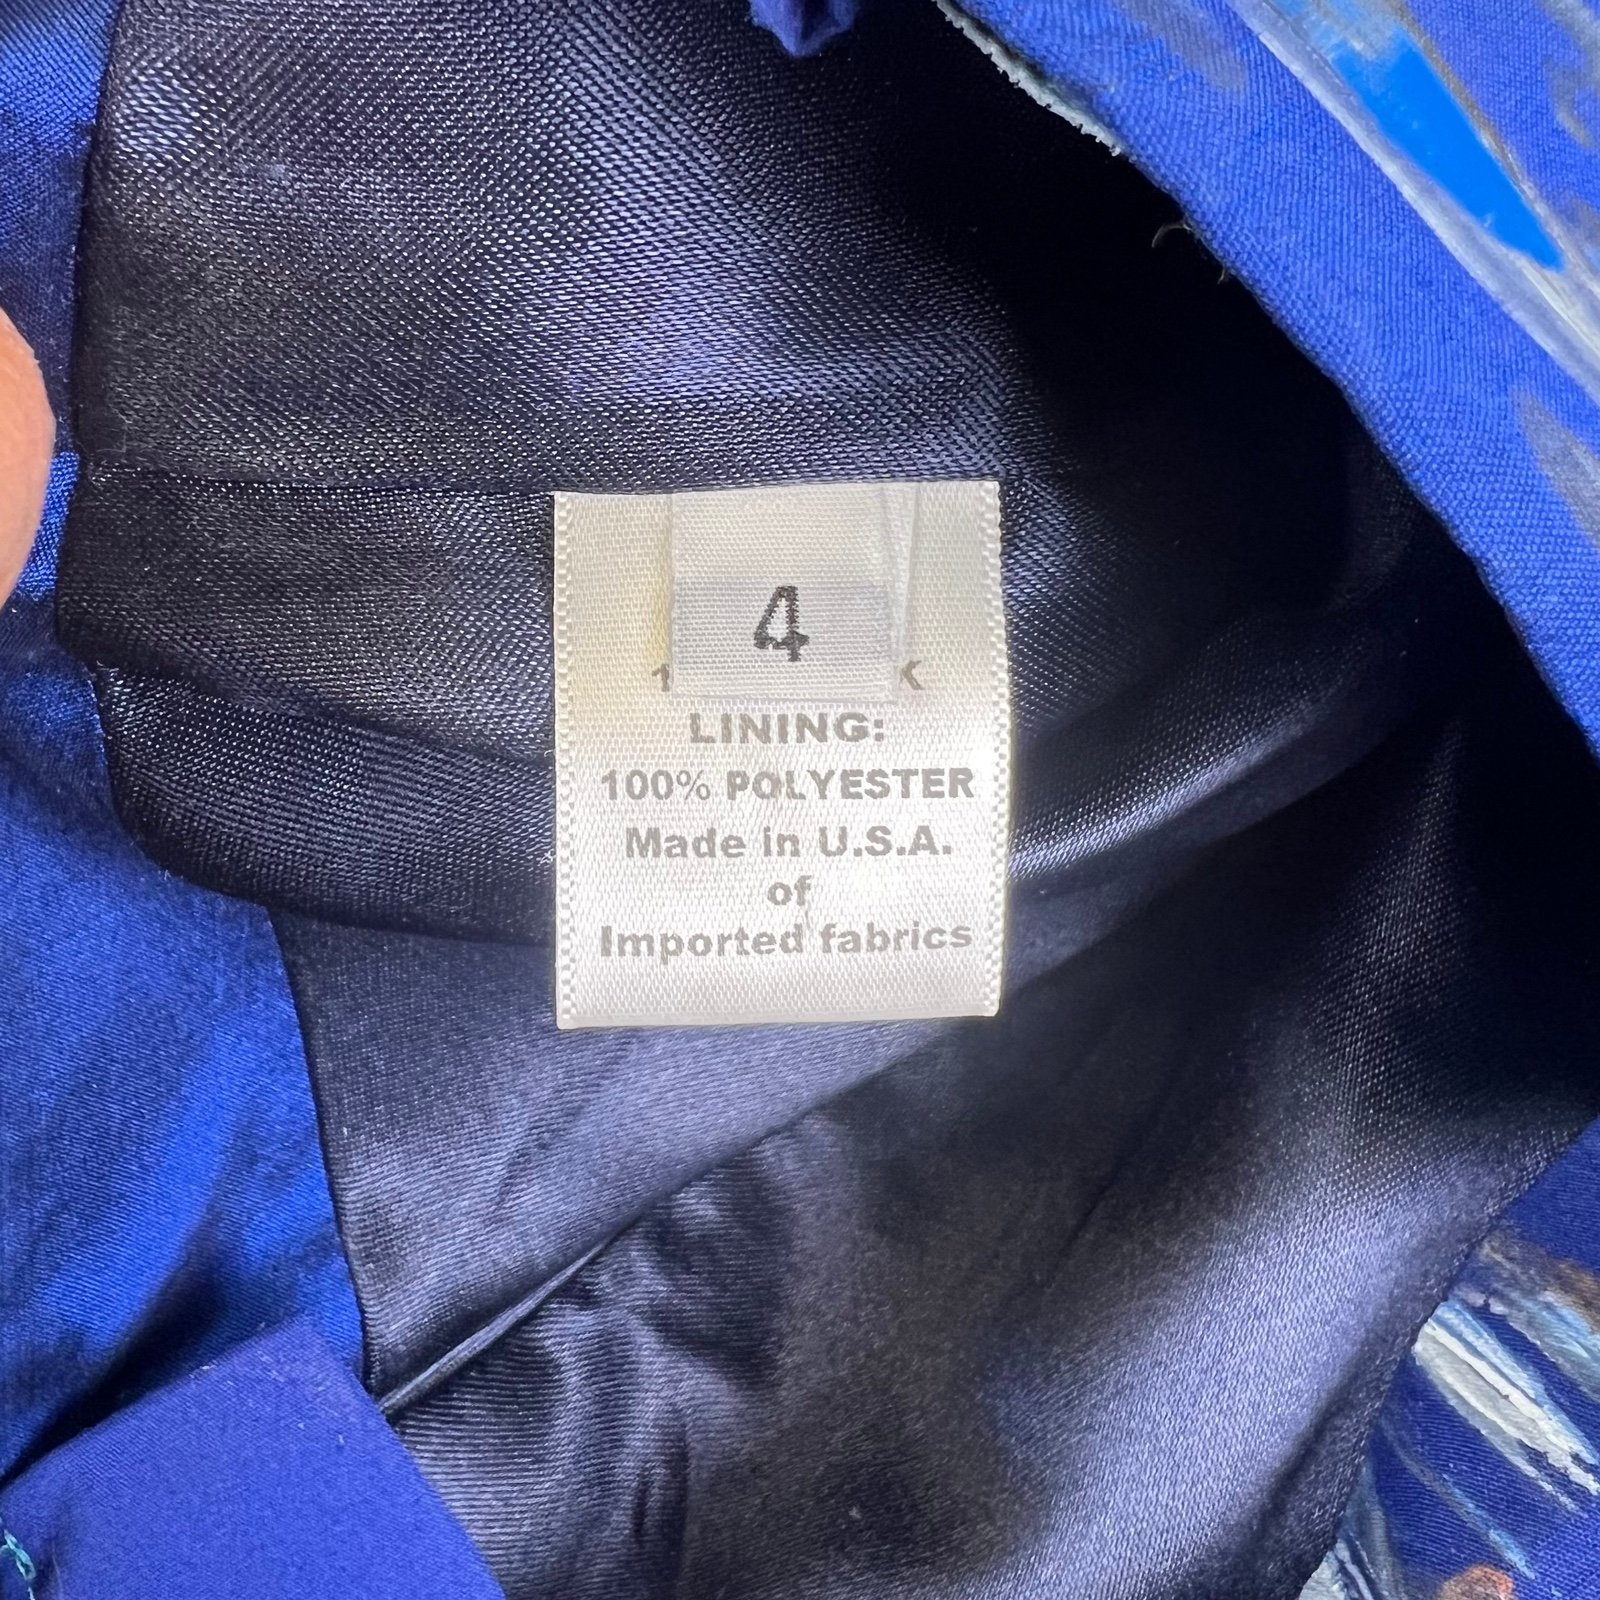 4
LINING:
100% POLYESTER
Made in U.S.A.
of
Imported fabrics